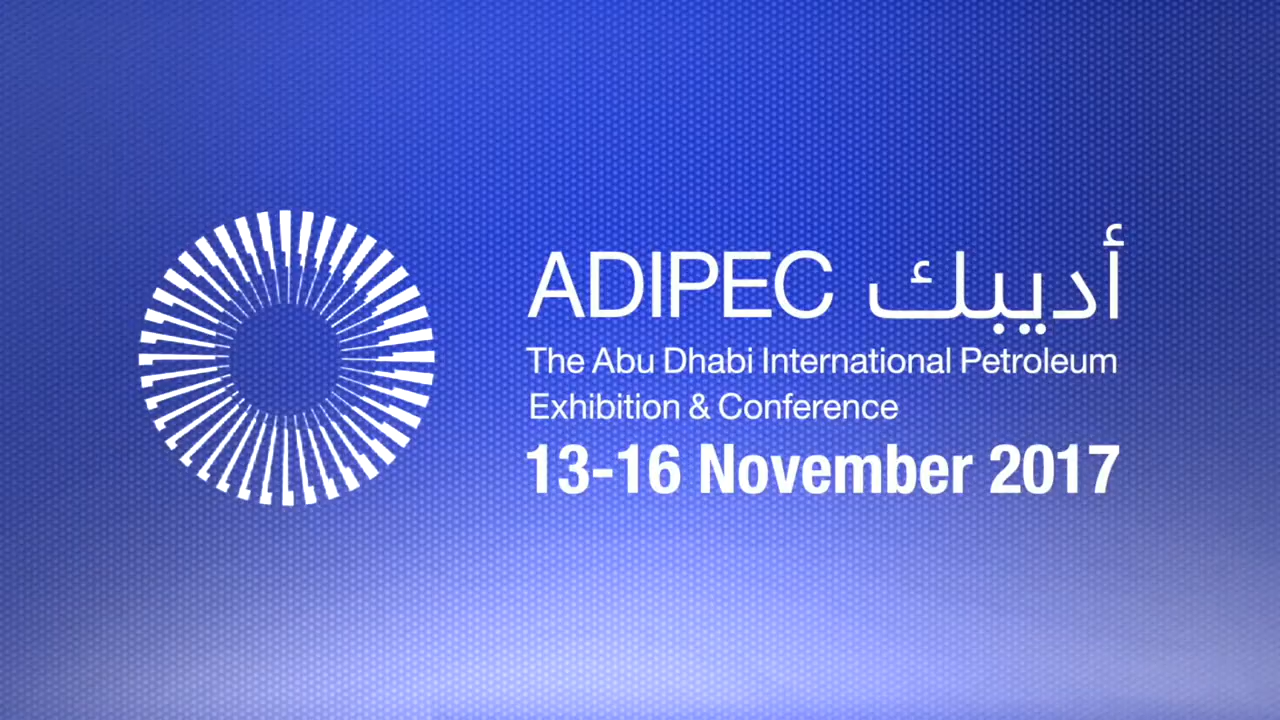 ADIPEC أديبك
The Abu Dhabi International Petroleum
Exhibition & Conference
13-16 November 2017